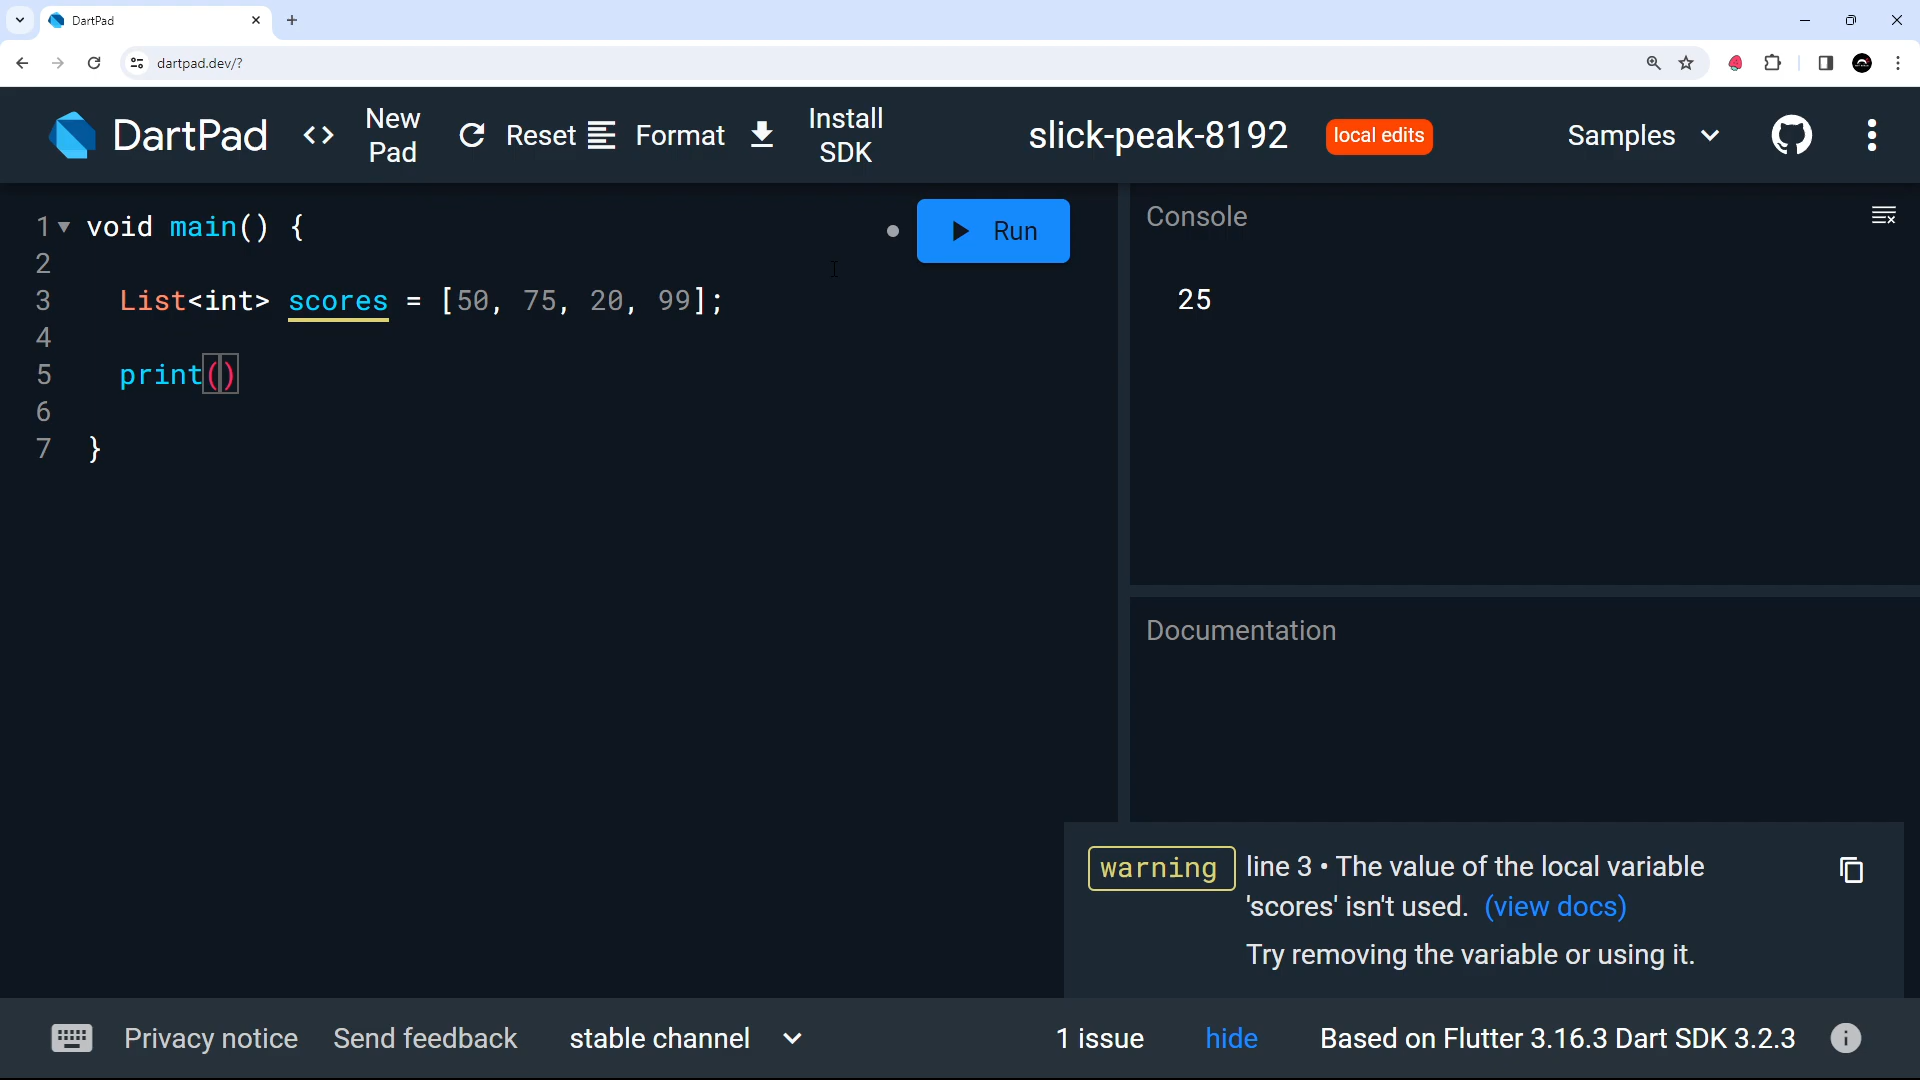 DartPad
dartpad.dev/?
DartPad
New Pad
Reset
Format
Install SDK
slick-peak-8192
local edits
Samples
1 void main() {
2
3 List<int> scores = [50, 75, 20, 99];
4
5 print()
6
7 }
Run
Console
25
Documentation
warning line 3 • The value of the local variable
'scores' isn't used. (view docs)
Try removing the variable or using it.
Privacy notice
Send feedback
stable channel
1 issue
hide
Based on Flutter 3.16.3 Dart SDK 3.2.3